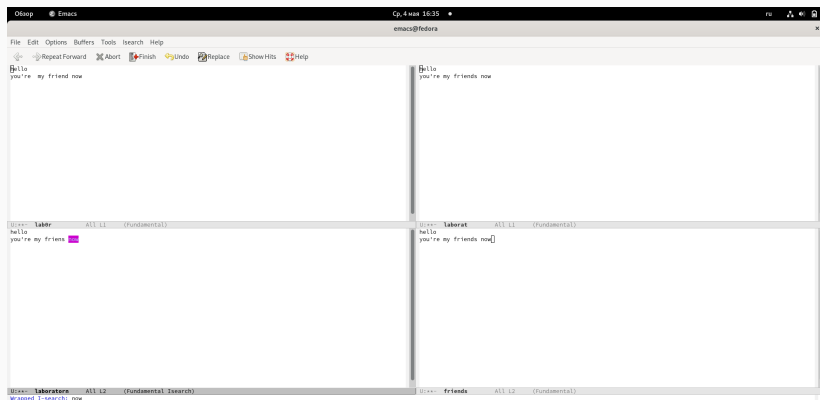 Обзор Emacs Ср, 4 мая 16:35 ru
emacs@fedora
File Edit Options Buffers Tools Isearch Help
Repeat Forward Abort Finish Undo Replace Show Hits Help
hello
you're  my friend now
hello
you're my friends now
U:**-  lab0r  All L1  (Fundamental)
U:**-  laborat  All L1  (Fundamental)
hello
you're my friens now
hello
you're my friends now
U:**-  laboratorn  All L2  (Fundamental Isearch)
U:**-  friends  All L2  (Fundamental)
Wrapped I-search: now